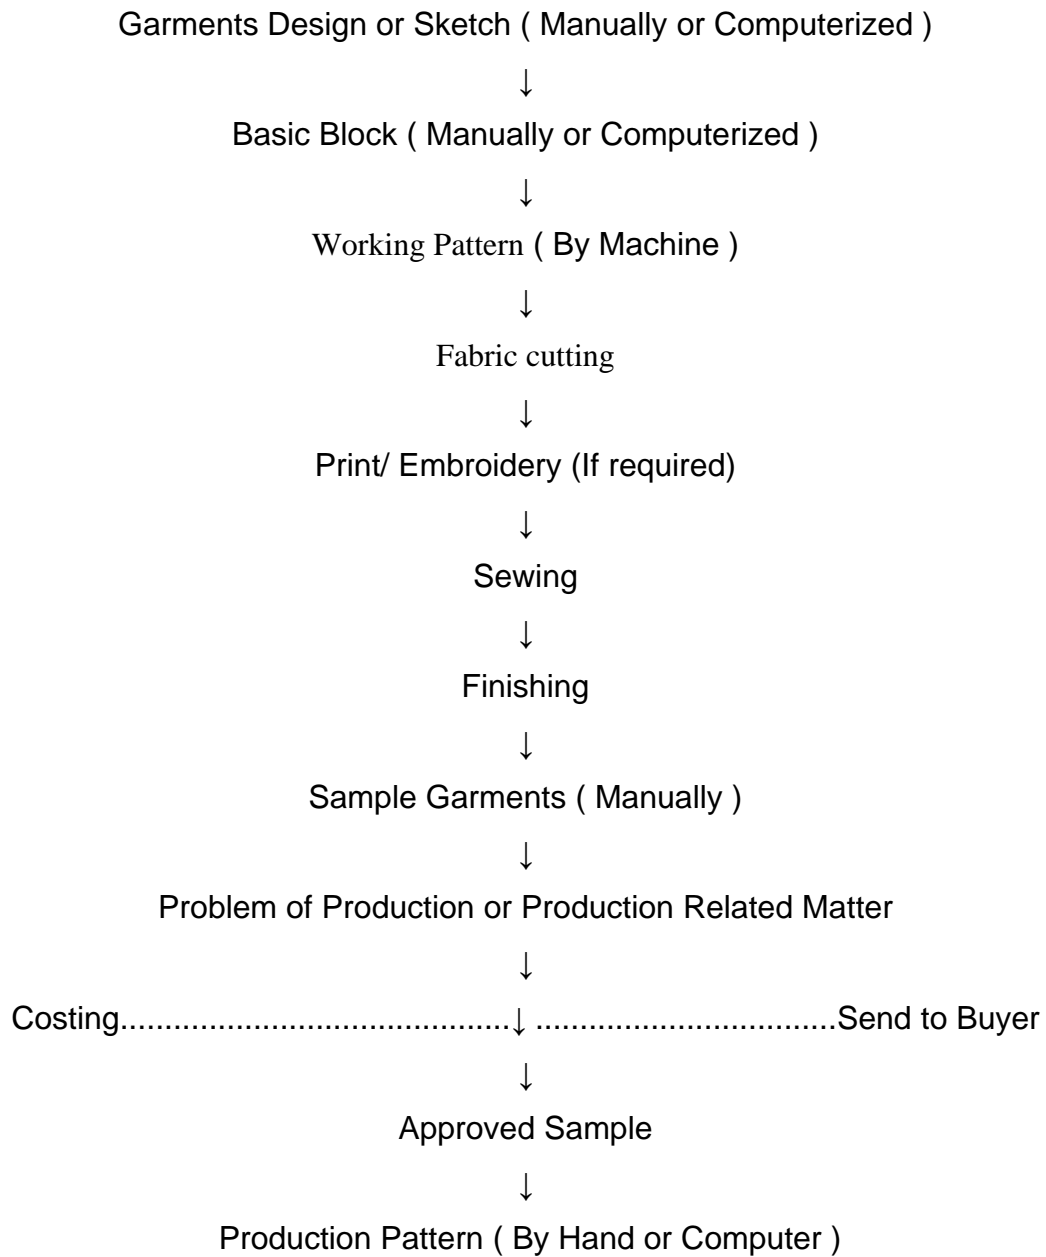 Garments Design or Sketch ( Manually or Computerized )
↓
Basic Block ( Manually or Computerized )
↓
Working Pattern ( By Machine )
↓
Fabric cutting
↓
Print/ Embroidery (If required)
↓
Sewing
↓
Finishing
↓
Sample Garments ( Manually )
↓
Problem of Production or Production Related Matter
↓
Costing............................................↓ ..................................Send to Buyer
↓
Approved Sample
↓
Production Pattern ( By Hand or Computer )